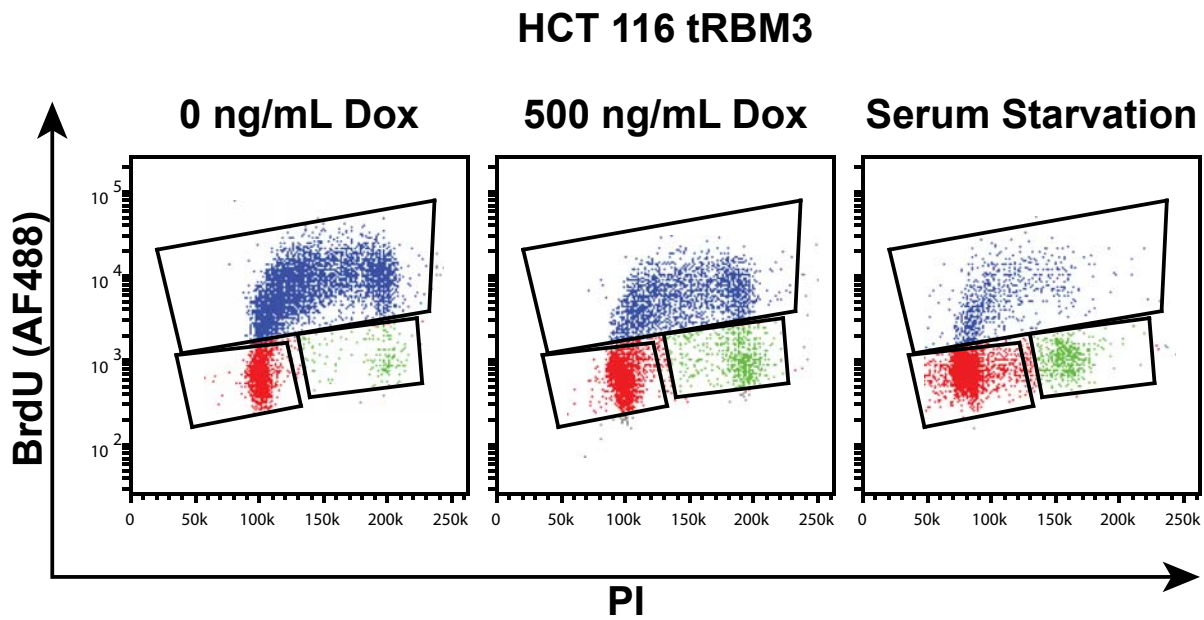 HCT 116 tRBM3
0 ng/mL Dox
500 ng/mL Dox
Serum Starvation
BrdU (AF488)
10 5
10 4
10 3
10 2
0 50k 100k 150k 200k 250k
0 50k 100k 150k 200k 250k
0 50k 100k 150k 200k 250k
PI